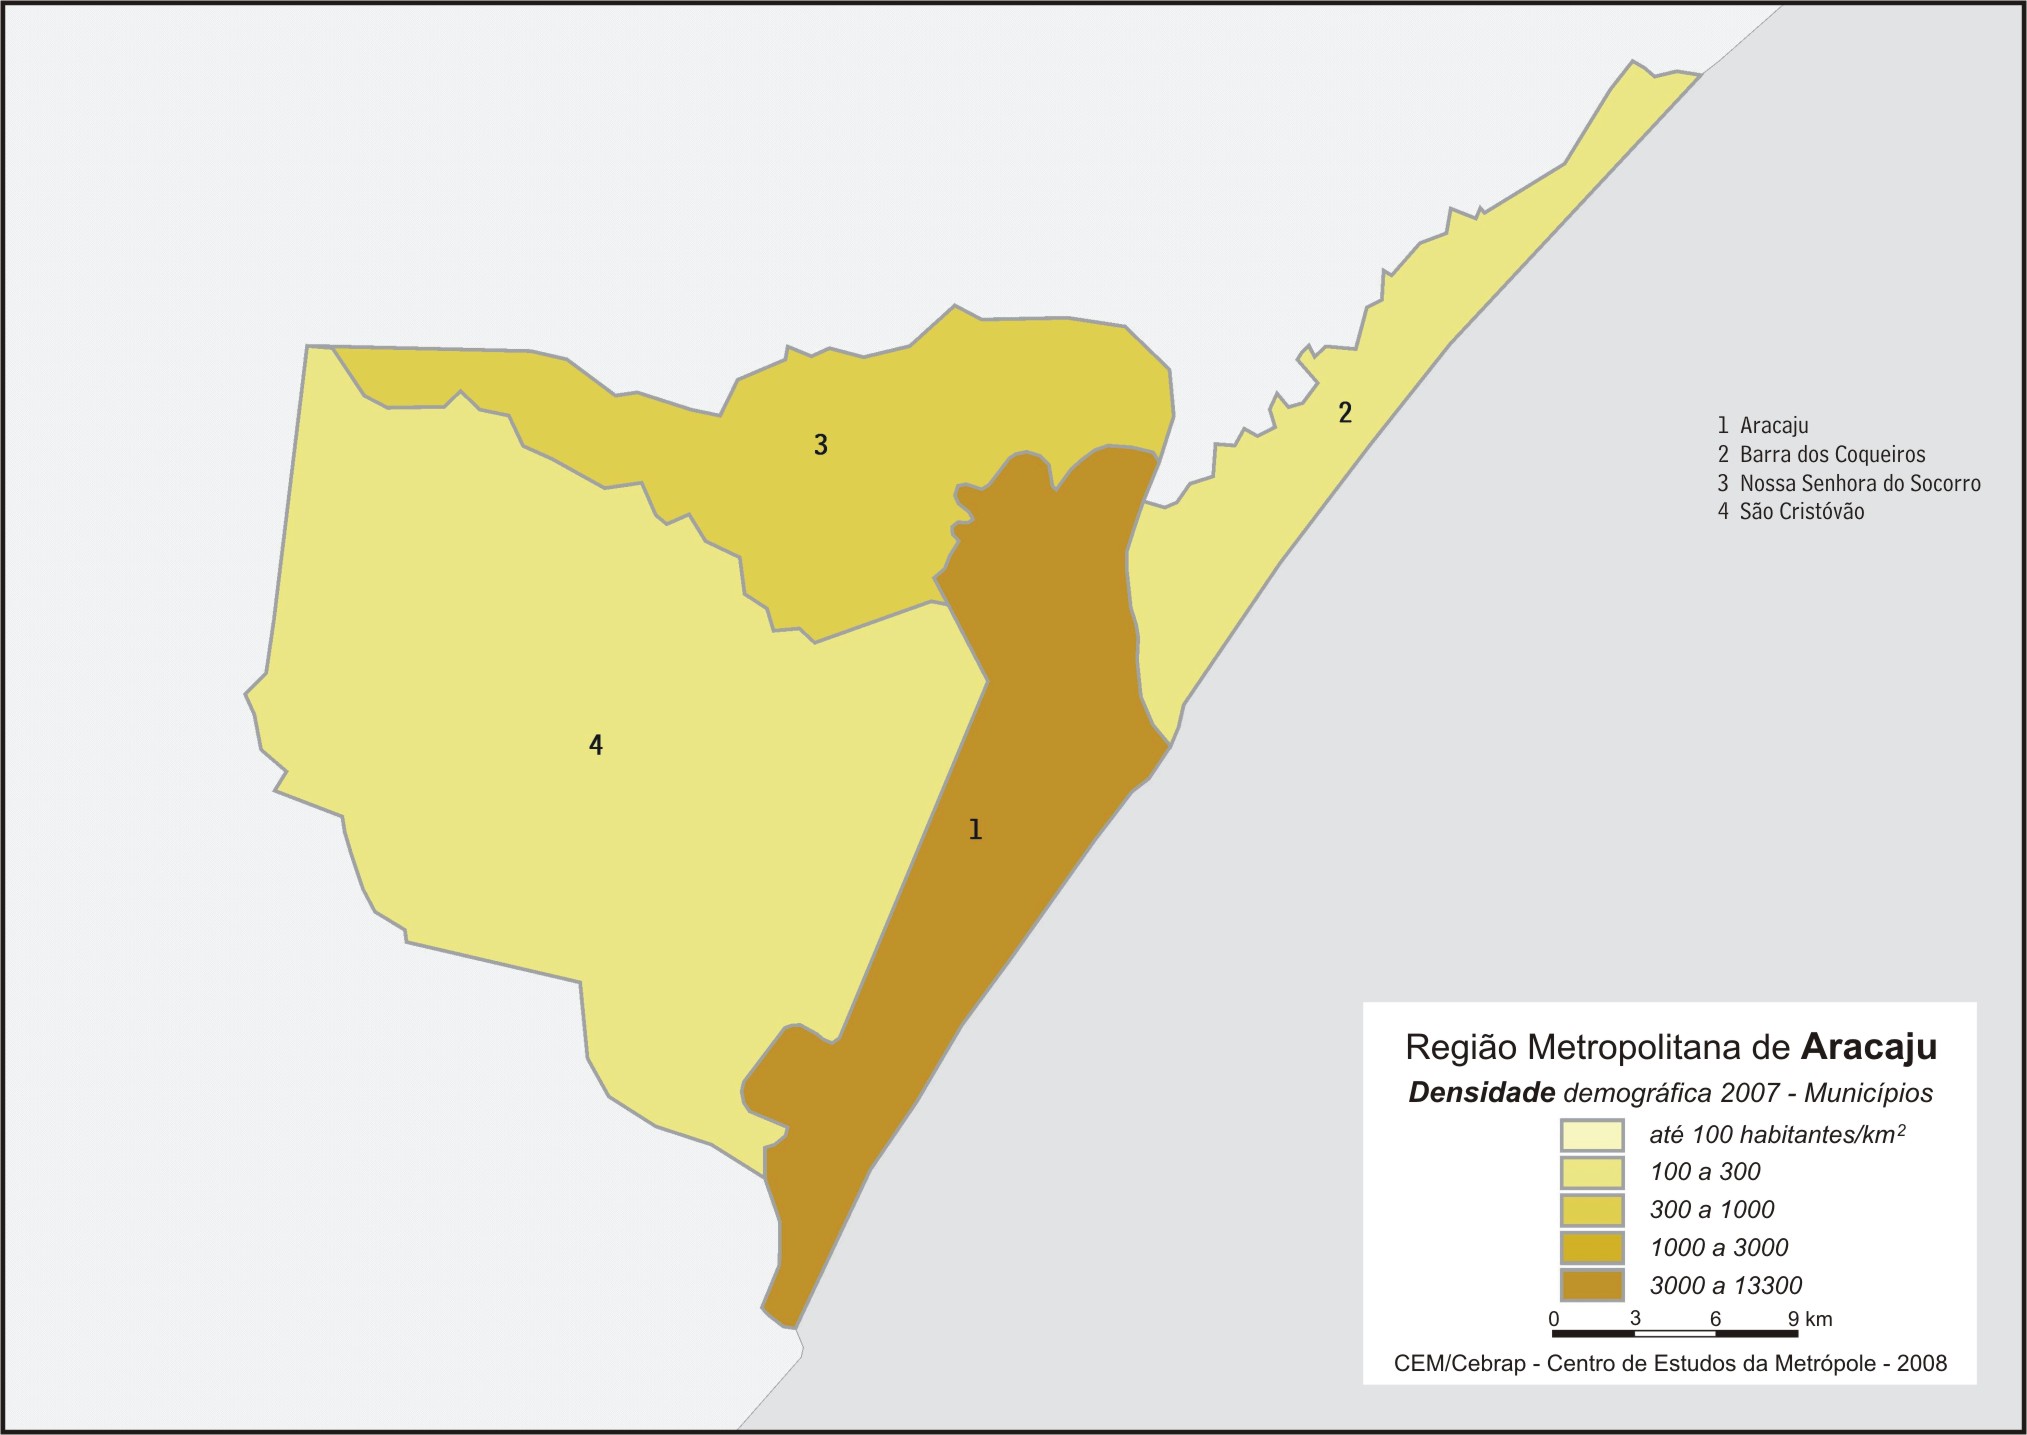 3
2
4
1
1 Aracaju
2 Barra dos Coqueiros
3 Nossa Senhora do Socorro
4 São Cristóvão
Região Metropolitana de Aracaju
Densidade demográfica 2007 - Municípios
até 100 habitantes/km²
100 a 300
300 a 1000
1000 a 3000
3000 a 13300
0 3 6 9 km
CEM/Cebrap - Centro de Estudos da Metrópole - 2008